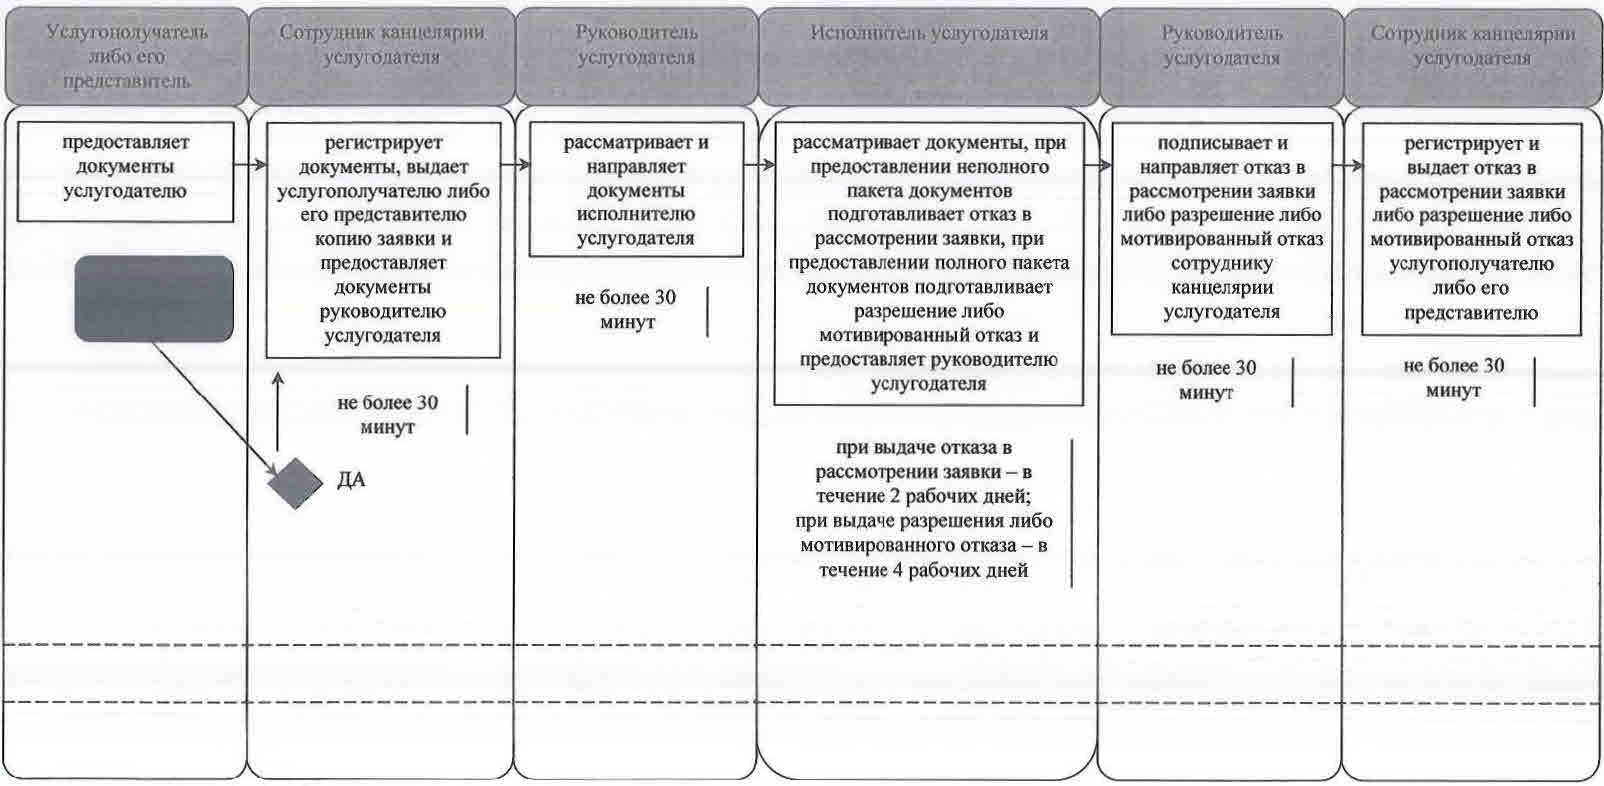 Услугополучатель
либо его
представитель
Сотрудник канцелярии
услугодателя
Руководитель
услугодателя
Исполнитель услугодателя
Руководитель
услугодателя
Сотрудник канцелярии
услугодателя
предоставляет
документы
услугодателю
регистрирует
документы, выдает
услугополучателю либо
его представителю
копию заявки и
предоставляет
документы
руководителю
услугодателя
не более 30
минут
ДА
рассматривает и
направляет
документы
исполнителю
услугодателя
не более 30
минут
рассматривает документы, при
предоставлении неполного
пакета документов
подготавливает отказ в
рассмотрении заявки, при
предоставлении полного пакета
документов подготавливает
разрешение либо
мотивированный отказ и
предоставляет руководителю
услугодателя
при выдаче отказа в
рассмотрении заявки – в
течение 2 рабочих дней;
при выдаче разрешения либо
мотивированного отказа – в
течение 4 рабочих дней
подписывает и
направляет отказ в
рассмотрении заявки
либо разрешение либо
мотивированный отказ
сотруднику
канцелярии
услугодателя
не более 30
минут
регистрирует и
выдает отказ в
рассмотрении заявки
либо разрешение либо
мотивированный отказ
услугополучателю
либо его
представителю
не более 30
минут